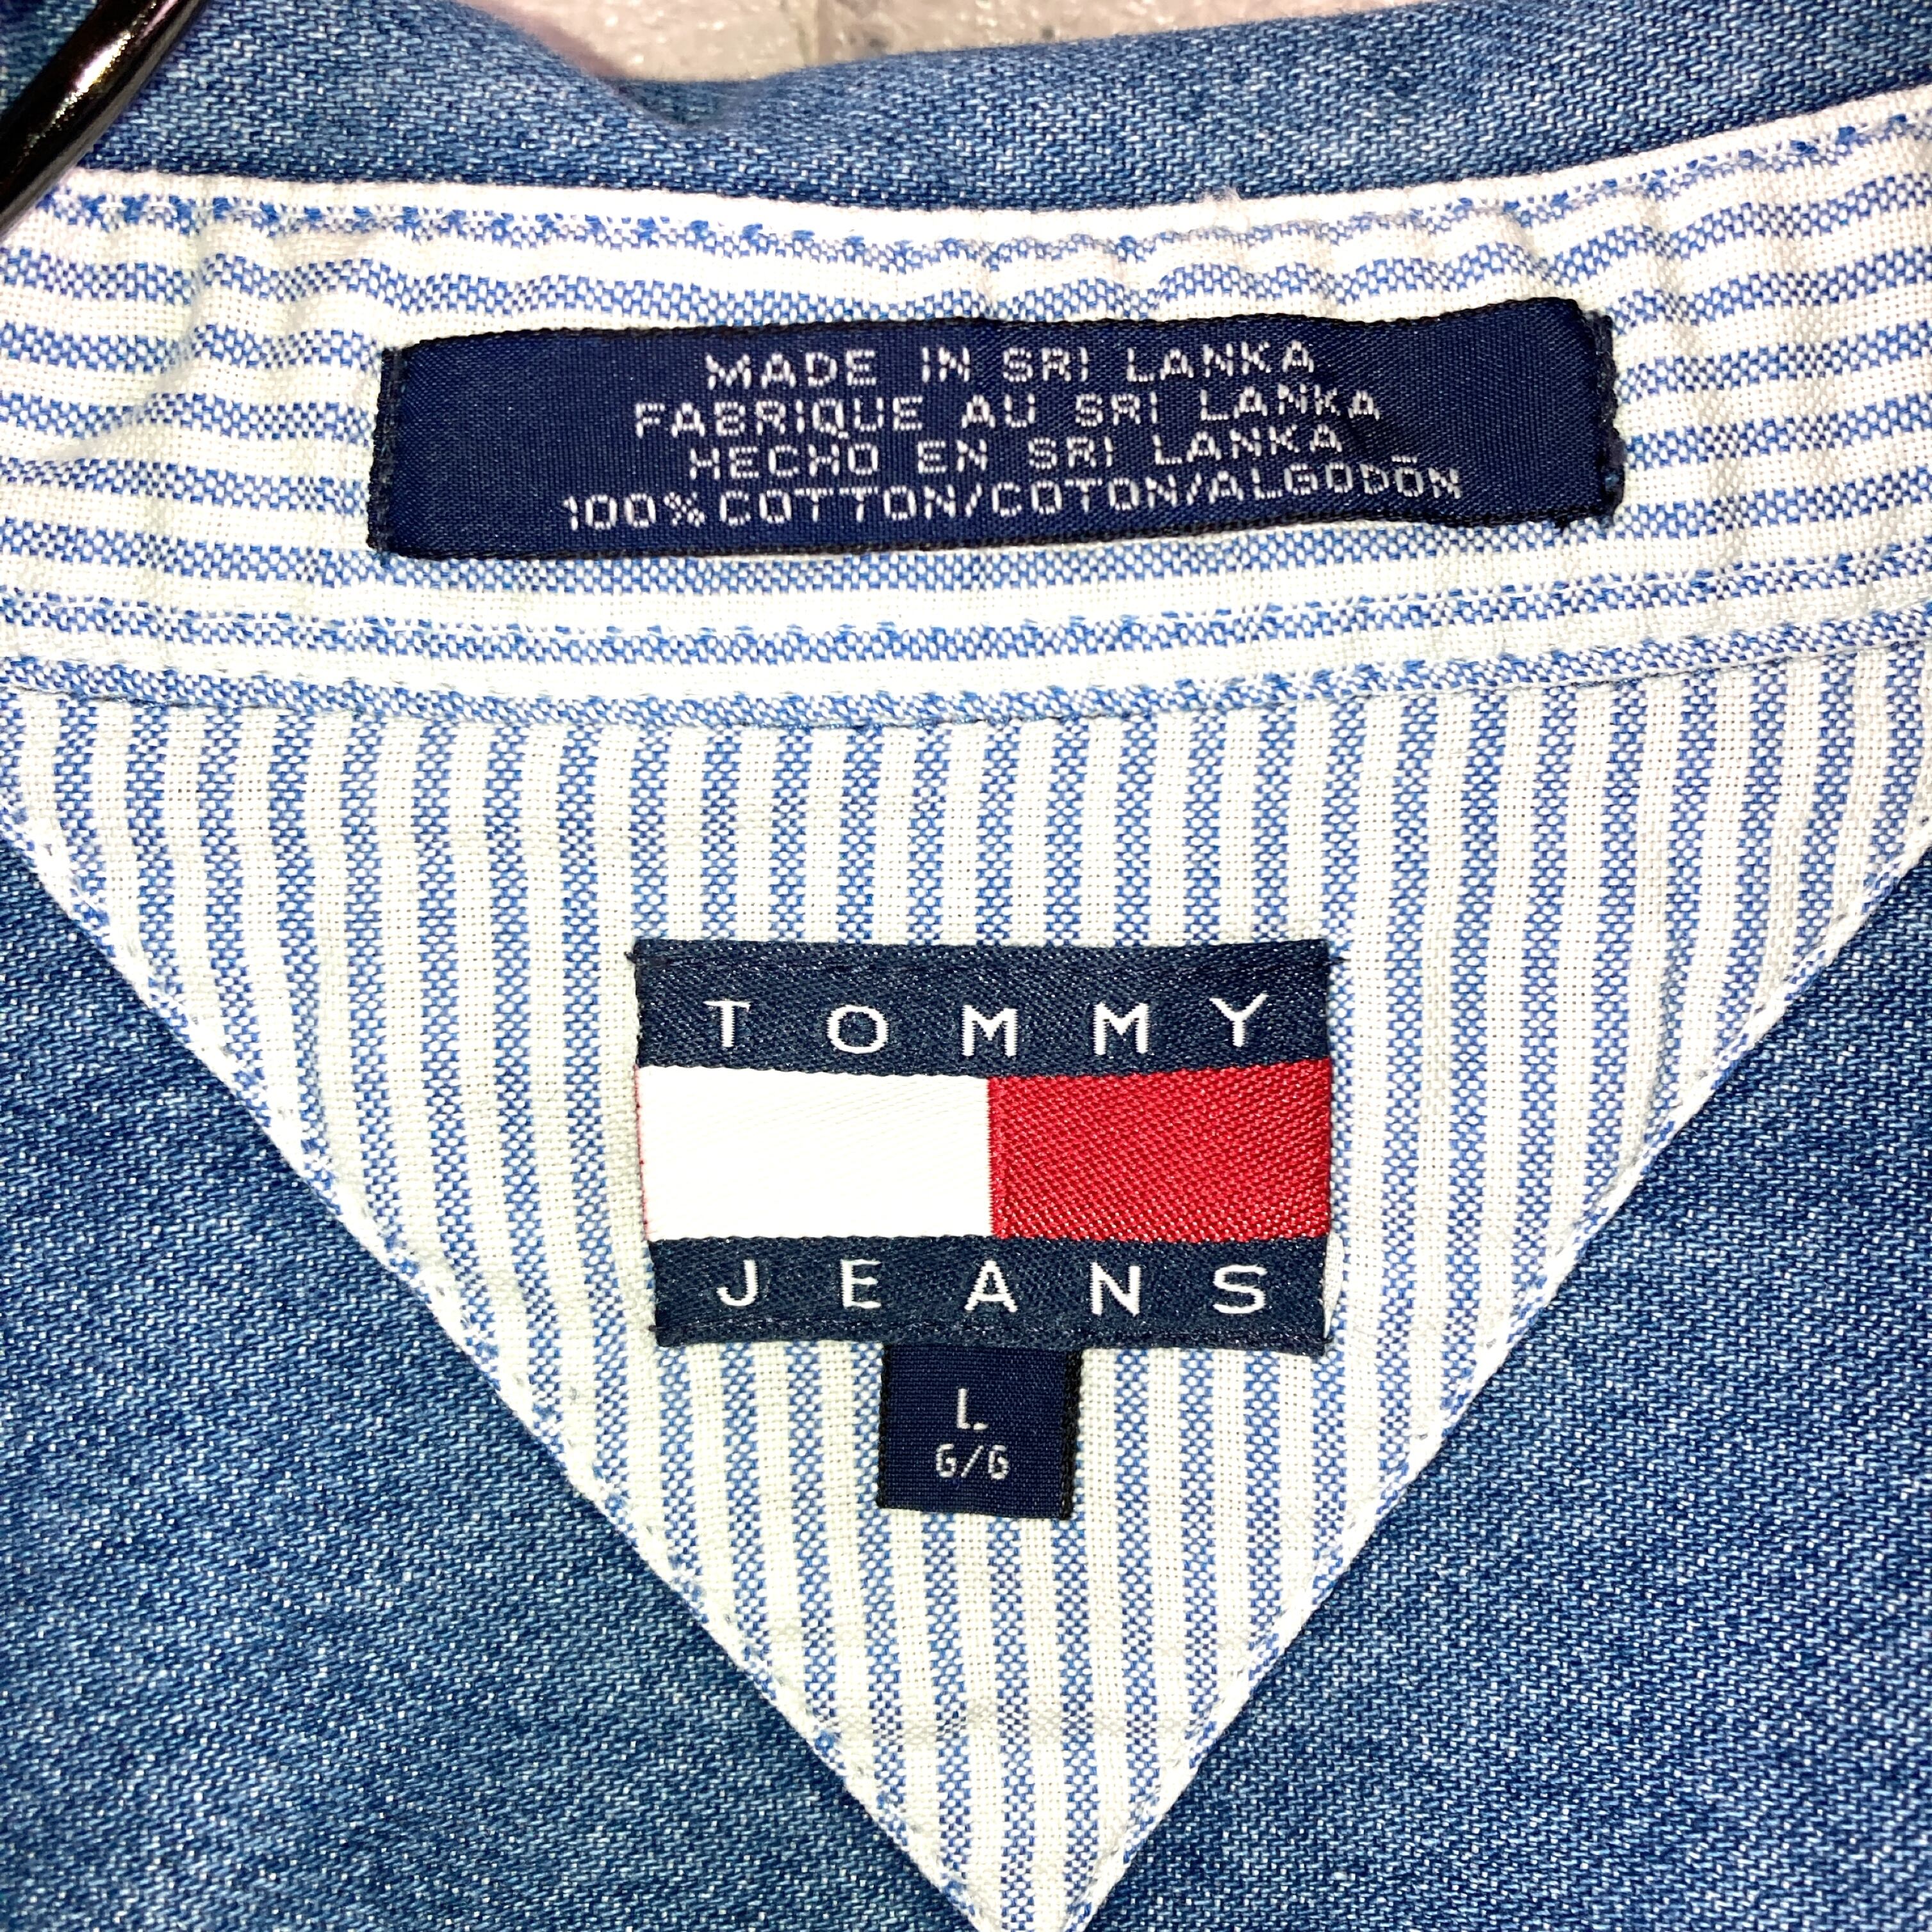 MADE IN SRI LANKA
FABRIQUE AU SRI LANKA
HECHO EN SRI LANKA
100% COTTON/COTON/ALGODÓN
TOMMY
JEANS
L
G/G